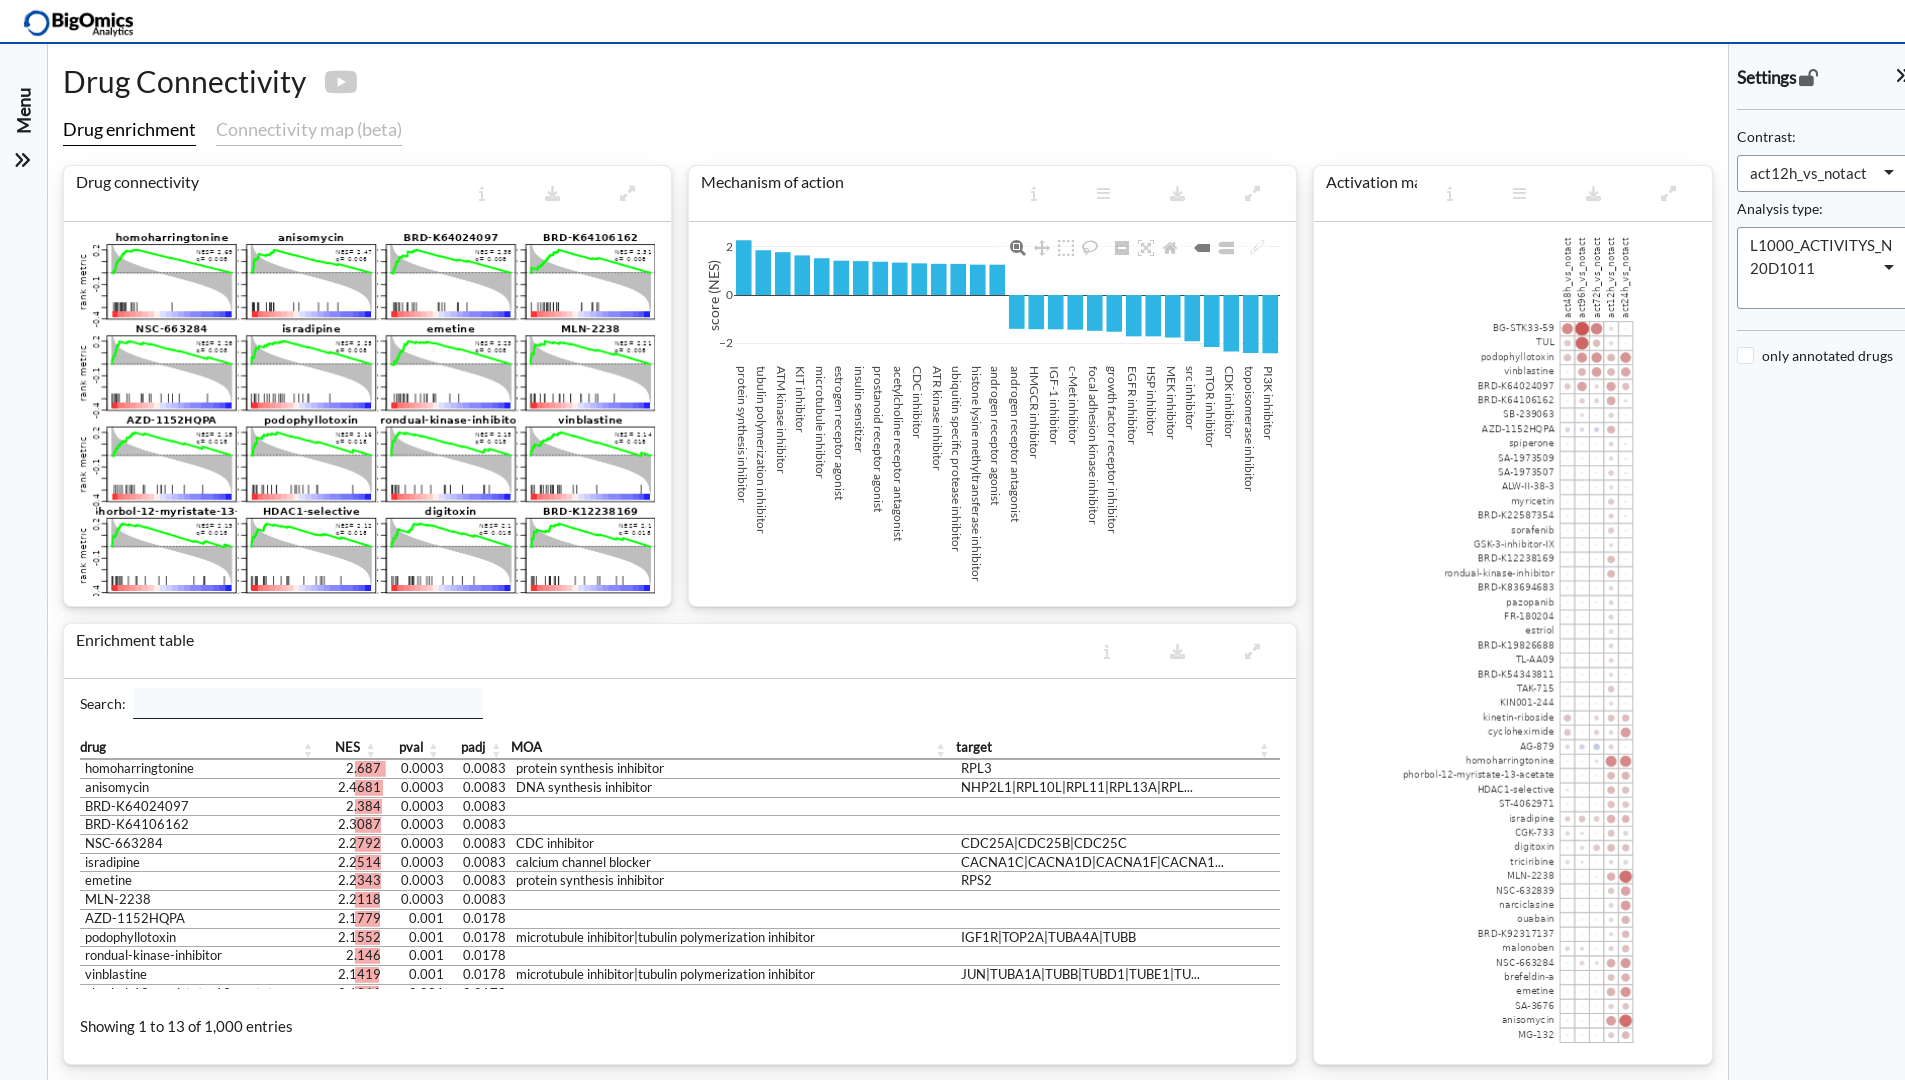 BigOmics
Analytics
Menu
Drug Connectivity
Drug enrichment
Connectivity map (beta)
Drug connectivity
homoharringtonine
anisomycin
BRD-K64024097
BRD-K64106162
NSC-663284
isradipine
emetine
MLN-2238
AZD-1152HQPA
podophyllotoxin
rondual-kinase-inhibito
vinblastine
horbol-12-myristate-13-
HDAC1-selective
digitoxin
BRD-K12238169
rank metric
rank metric
rank metric
rank metric
Mechanism of action
score (NES)
2
0
−2
protein synthesis inhibitor
tubulin polymerization inhibitor
ATM kinase inhibitor
KIT inhibitor
microtubule inhibitor
estrogen receptor agonist
insulin sensitizer
prostanoid receptor agonist
acetylcholine receptor antagonist
CDC inhibitor
ATR kinase inhibitor
ubiquitin specific protease inhibitor
histone lysine methyltransferase inhibitor
androgen receptor agonist
androgen receptor antagonist
HMGCR inhibitor
IGF-1 inhibitor
c-Met inhibitor
focal adhesion kinase inhibitor
growth factor receptor inhibitor
EGFR inhibitor
HSP inhibitor
MEK inhibitor
src inhibitor
mTOR inhibitor
CDK inhibitor
topoisomerase inhibitor
PI3K inhibitor
Enrichment table
Search:
drug NES pval padj MOA target
homoharringtonine 2.687 0.0003 0.0083 protein synthesis inhibitor RPL3
anisomycin 2.4681 0.0003 0.0083 DNA synthesis inhibitor NHP2L1|RPL10L|RPL11|RPL13A|RPL...
BRD-K64024097 2.384 0.0003 0.0083
BRD-K64106162 2.3087 0.0003 0.0083
NSC-663284 2.2792 0.0003 0.0083 CDC inhibitor CDC25A|CDC25B|CDC25C
isradipine 2.2514 0.0003 0.0083 calcium channel blocker CACNA1C|CACNA1D|CACNA1F|CACNA1...
emetine 2.2343 0.0003 0.0083 protein synthesis inhibitor RPS2
MLN-2238 2.2118 0.0003 0.0083
AZD-1152HQPA 2.1779 0.001 0.0178
podophyllotoxin 2.1552 0.001 0.0178 microtubule inhibitor|tubulin polymerization inhibitor IGF1R|TOP2A|TUBA4A|TUBB
rondual-kinase-inhibitor 2.146 0.001 0.0178
vinblastine 2.1419 0.001 0.0178 microtubule inhibitor|tubulin polymerization inhibitor JUN|TUBA1A|TUBB|TUBD1|TUBE1|TU...
Showing 1 to 13 of 1,000 entries
Activation ma
act48h_vs_notact
act96h_vs_notact
act72h_vs_notact
act12h_vs_notact
act24h_vs_notact
BG-STK33-59
TUL
podophyllotoxin
vinblastine
BRD-K64024097
BRD-K64106162
SB-239063
AZD-1152HQPA
spiperone
SA-1973509
SA-1973507
ALW-II-38-3
myricetin
BRD-K22587354
sorafenib
GSK-3-inhibitor-IX
BRD-K12238169
rondual-kinase-inhibitor
BRD-K83694683
pazopanib
FR-180204
estriol
BRD-K19826688
TL-AA09
BRD-K54343811
TAK-715
KIN001-244
kinetin-riboside
cycloheximide
AG-879
homoharringtonine
phorbol-12-myristate-13-acetate
HDAC1-selective
ST-4062971
isradipine
CGK-733
digitoxin
triciribine
MLN-2238
NSC-632839
narciclasine
ouabain
BRD-K92317137
malonoben
NSC-663284
brefeldin-a
emetine
SA-3676
anisomycin
MG-132
Settings
Contrast:
act12h_vs_notact
Analysis type:
L1000_ACTIVITYS_N
20D1011
only annotated drugs